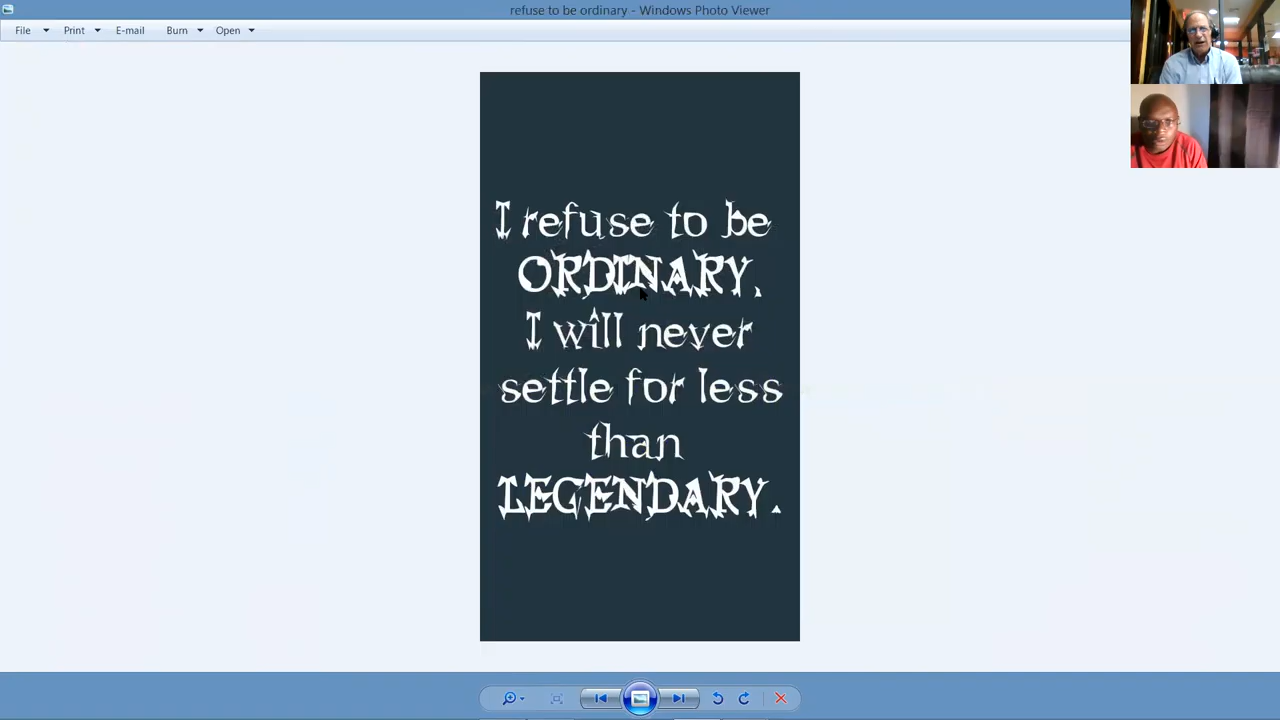 refuse to be ordinary - Windows Photo Viewer
File Print E-mail Burn Open
I refuse to be
ORDINARY.
I will never
settle for less
than
LEGENDARY.